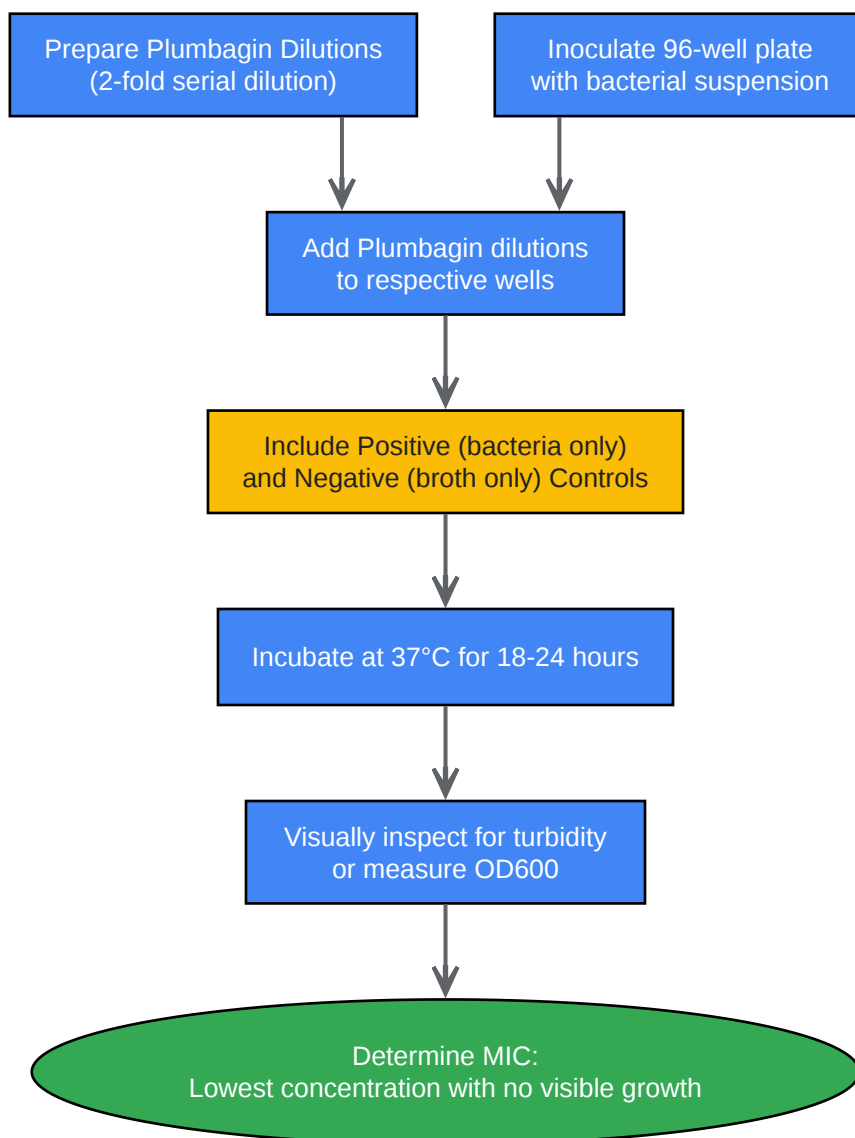 Prepare Plumbagin Dilutions
(2-fold serial dilution)
Inoculate 96-well plate
with bacterial suspension
Add Plumbagin dilutions
to respective wells
Include Positive (bacteria only)
and Negative (broth only) Controls
Incubate at 37°C for 18-24 hours
Visually inspect for turbidity
or measure OD600
Determine MIC:
Lowest concentration with no visible growth